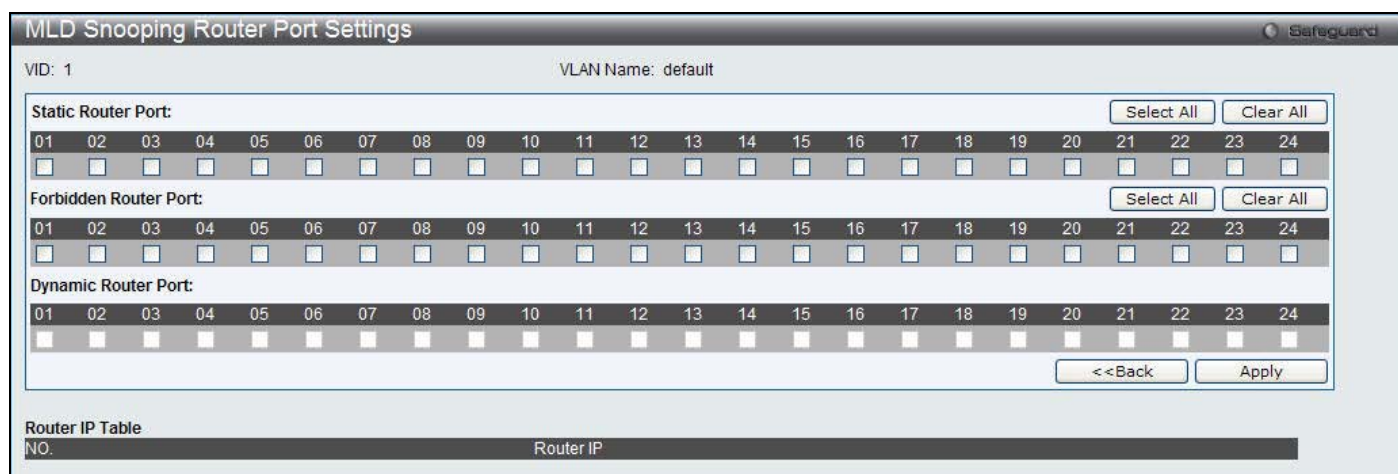 MLD Snooping Router Port Settings Safeguard
VID: 1 VLAN Name: default
Static Router Port: Select All Clear All
01 02 03 04 05 06 07 08 09 10 11 12 13 14 15 16 17 18 19 20 21 22 23 24
Forbidden Router Port: Select All Clear All
01 02 03 04 05 06 07 08 09 10 11 12 13 14 15 16 17 18 19 20 21 22 23 24
Dynamic Router Port:
01 02 03 04 05 06 07 08 09 10 11 12 13 14 15 16 17 18 19 20 21 22 23 24
<<Back Apply
Router IP Table
NO. Router IP